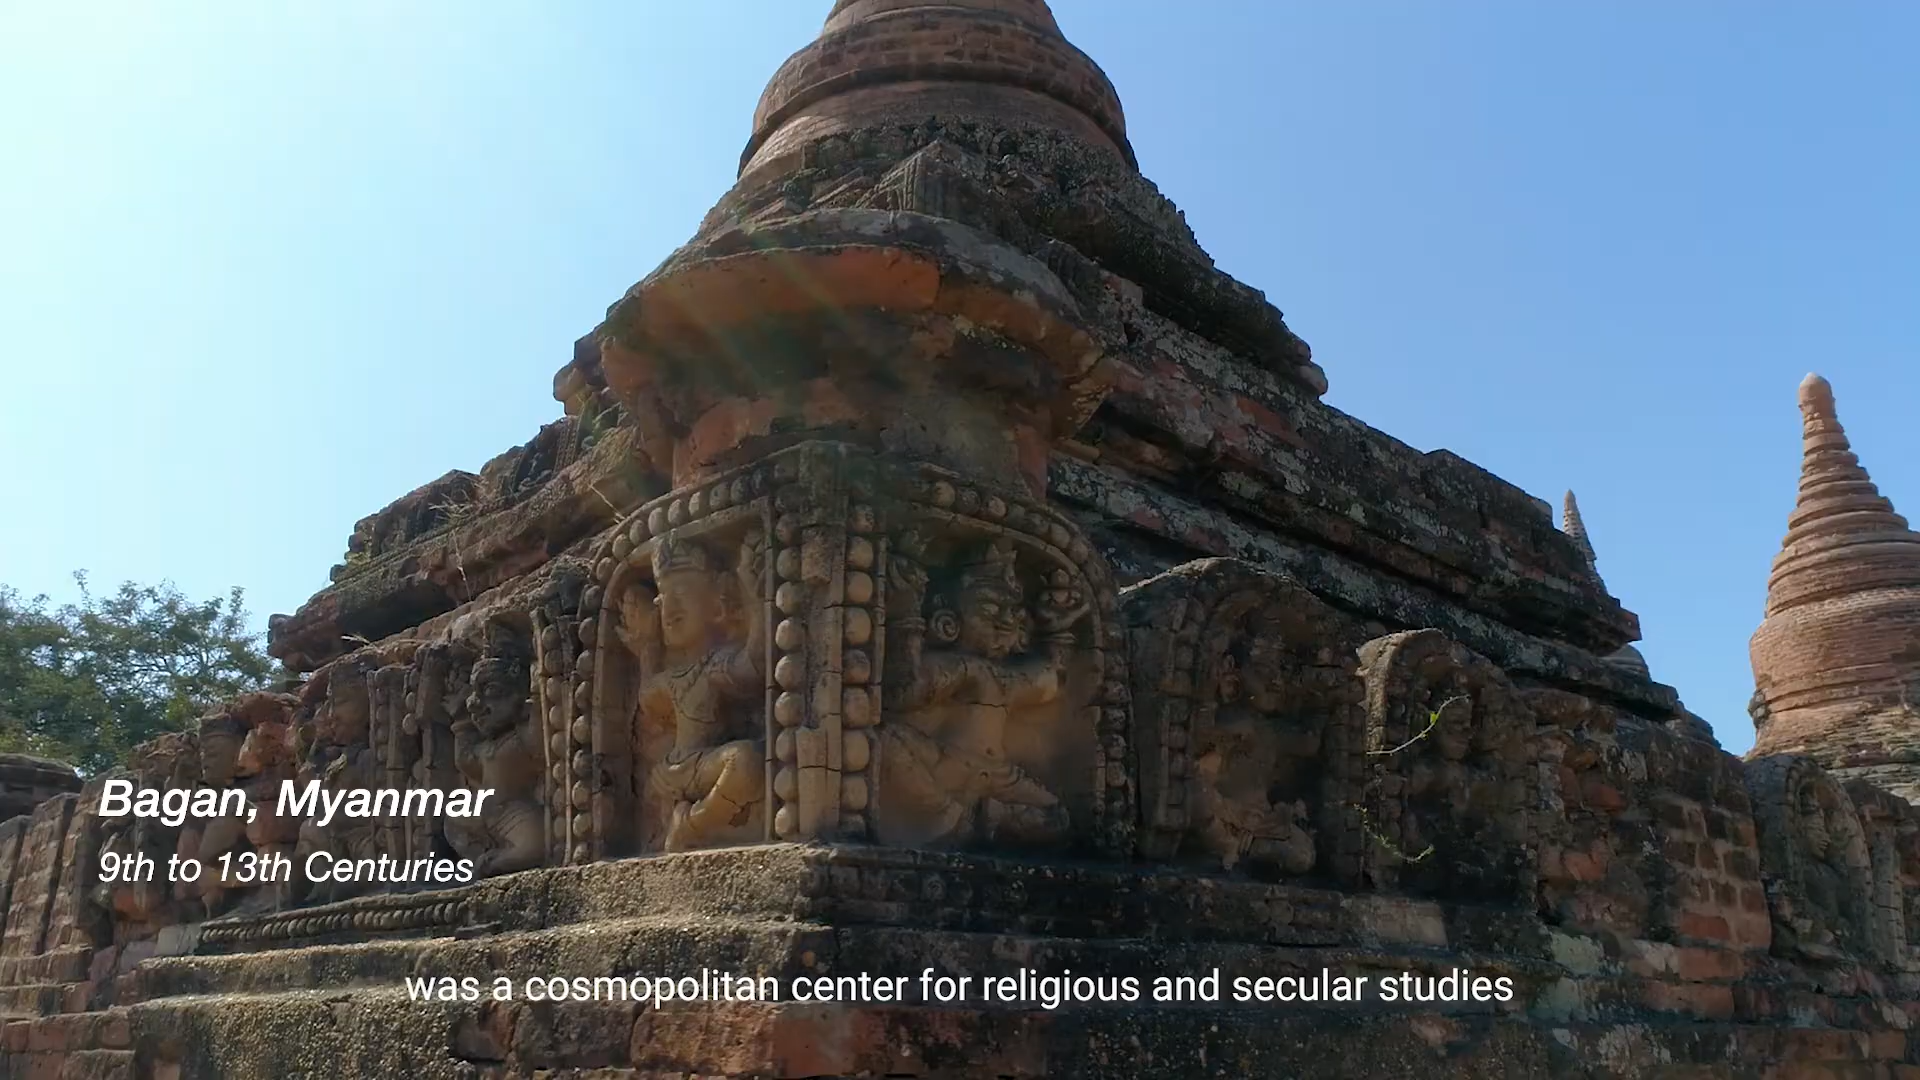 Bagan, Myanmar
9th to 13th Centuries
was a cosmopolitan center for religious and secular studies